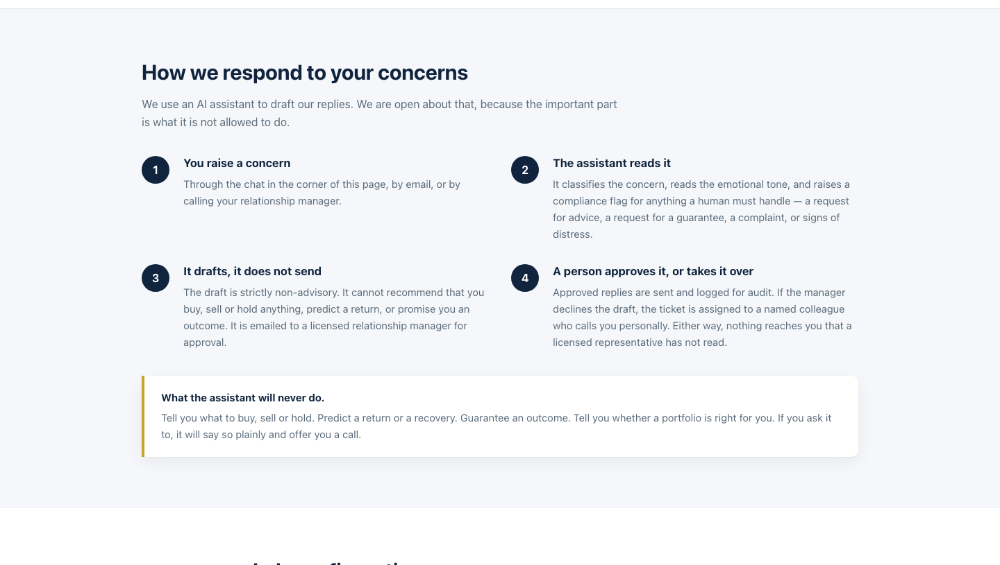 How we respond to your concerns
We use an AI assistant to draft our replies. We are open about that, because the important part
is what it is not allowed to do.
1
You raise a concern
Through the chat in the corner of this page, by email, or by
calling your relationship manager.
2
The assistant reads it
It classifies the concern, reads the emotional tone, and raises a
compliance flag for anything a human must handle — a request
for advice, a request for a guarantee, a complaint, or signs of
distress.
3
It drafts, it does not send
The draft is strictly non-advisory. It cannot recommend that you
buy, sell or hold anything, predict a return, or promise you an
outcome. It is emailed to a licensed relationship manager for
approval.
4
A person approves it, or takes it over
Approved replies are sent and logged for audit. If the manager
declines the draft, the ticket is assigned to a named colleague
who calls you personally. Either way, nothing reaches you that a
licensed representative has not read.
What the assistant will never do.
Tell you what to buy, sell or hold. Predict a return or a recovery. Guarantee an outcome. Tell you whether a portfolio is right for you. If you ask it
to, it will say so plainly and offer you a call.